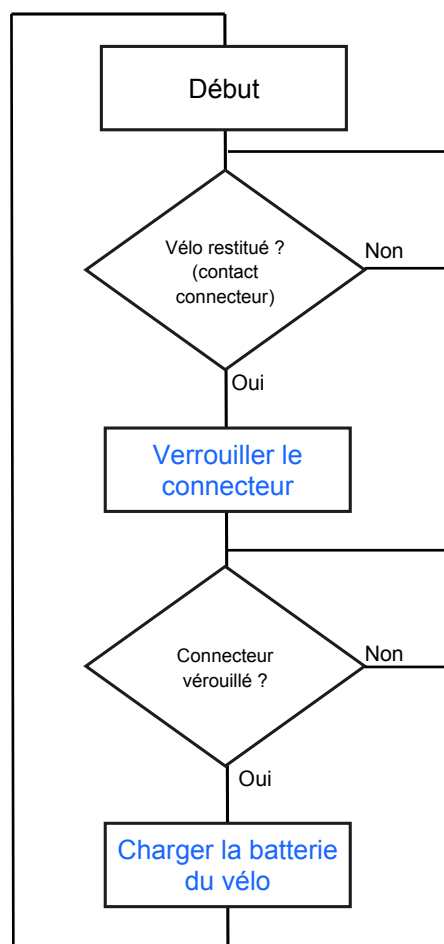 Début
Vélo restitué ?
(contact
connecteur)
Non
Oui
Verrouiller le
connecteur
Connecteur
vérouillé ?
Non
Oui
Charger la batterie
du vélo